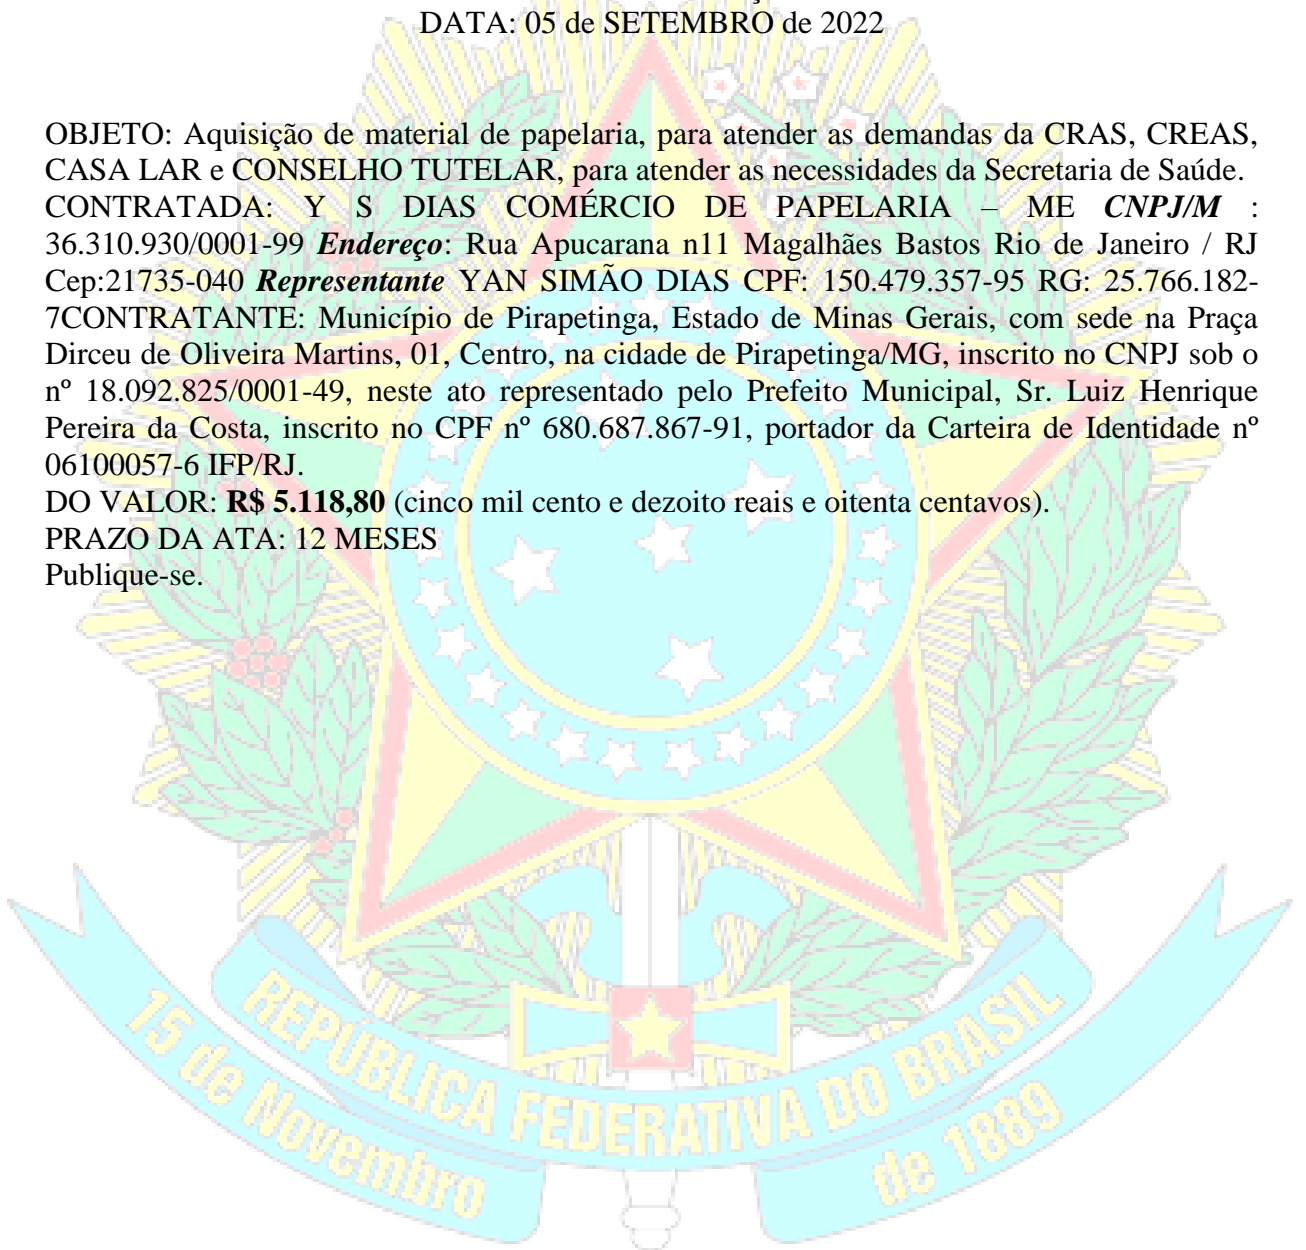 DATA: 05 de SETEMBRO de 2022
OBJETO: Aquisição de material de papelaria, para atender as demandas da CRAS, CREAS,
CASA LAR e CONSELHO TUTELAR, para atender as necessidades da Secretaria de Saúde.
CONTRATADA: Y S DIAS COMÉRCIO DE PAPELARIA – ME CNPJ/M :
36.310.930/0001-99 Endereço: Rua Apucarana n11 Magalhães Bastos Rio de Janeiro / RJ
Cep:21735-040 Representante YAN SIMÃO DIAS CPF: 150.479.357-95 RG: 25.766.182-
7CONTRATANTE: Município de Pirapetinga, Estado de Minas Gerais, com sede na Praça
Dirceu de Oliveira Martins, 01, Centro, na cidade de Pirapetinga/MG, inscrito no CNPJ sob o
nº 18.092.825/0001-49, neste ato representado pelo Prefeito Municipal, Sr. Luiz Henrique
Pereira da Costa, inscrito no CPF nº 680.687.867-91, portador da Carteira de Identidade nº
06100057-6 IFP/RJ.
DO VALOR: R$ 5.118,80 (cinco mil cento e dezoito reais e oitenta centavos).
PRAZO DA ATA: 12 MESES
Publique-se.
REPÚBLICA FEDERATIVA DO BRASIL
15 de Novembro de 1889